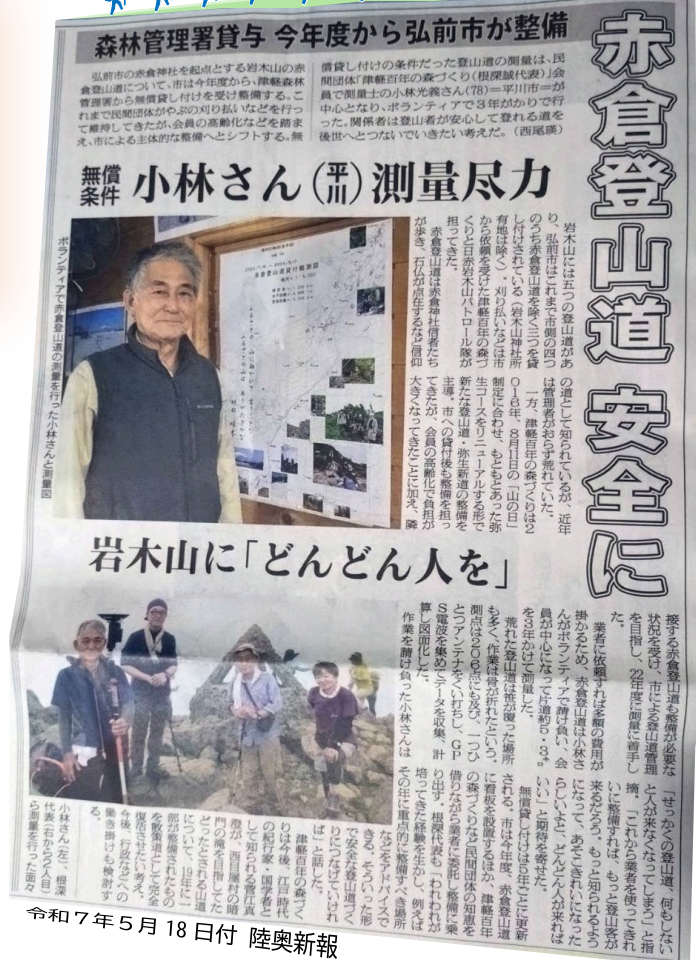 森林管理署貸与 今年度から弘前市が整備
赤倉登山道 安全に
弘前市の赤倉神社を起点とする岩木山の赤
倉登山道について、市は今年度から、津軽森林
管理署から無償貸し付けを受け整備する。こ
れまで民間団体がやぶの刈り払いなどを行っ
て維持してきたが、会員の高齢化などを踏ま
え、市による主体的な整備へとシフトする。無
償貸し付けの条件だった登山道の測量は、民
間団体「津軽百年の森づくり(根深誠代表)」会
員で測量士の小林光義さん(78)=平川市=が
中心となり、ボランティアで3年がかりで行
った。関係者は登山者が安心して登れる道を
後世へとつないでいきたい考えだ。(西尾瑛)
無償条件 小林さん(平川)測量尽力
岩木山には五つの登山道があ
り、弘前市はこれまで市側の四つ
のうち赤倉登山道を除く三つを貸
し付けされている(岩木山神社所
有地は除く)。刈り払いなどは市
から依頼を受けた津軽百年の森づ
くりと日赤岩木山パトロール隊が
担ってきた。
赤倉登山道は赤倉神社信者たち
が歩き、石仏が点在するなど信仰
の道として知られているが、近年
は管理者がおらず荒れていた。
一方、津軽百年の森づくりは2
016年、8月11日の「山の日」
制定に合わせ、もともとあった弥
生コースをリニューアルする形で
新たな登山道・弥生新道の整備を
主導。市への貸付後も整備を担っ
てきたが、会員の高齢化で負担が
大きくなってきたことに加え、隣
ボランティアで赤倉登山道の測量を行った小林さんと測量図
岩木山に「どんどん人を」
接する赤倉登山道も整備が必要な
状況を受け、市による登山道管理
を目指し、22年度に測量に着手し
た。
業者に依頼すれば多額の費用が
掛かるため、赤倉登山道は小林さ
んがボランティアで請け負い、会
員が中心になって片道約5・3㌔
を3年かけて測量した。
荒れた登山道は笹が覆った場所
も多く、作業は骨が折れたという。
測点は206点にも及び、一つひ
とつアンテナをくい打ちし、GP
S電波を集めてデータを収集、計
算し図面化した。
作業を請け負った小林さんは
「せっかくの登山道、何もしない
と人が来なくなってしまう」と指
摘。「これから業者を使ってきれ
いに整備すれば、もっと登山客が
来るだろう。もっと知られるよう
になって、あそこきれいになった
らしいよと、どんどん人が来れば
いい」と期待を寄せた。
無償貸し付けは5年ごとに更新
される。市は今年度、赤倉登山道
に看板を設置するほか、津軽百年
の森づくりなど民間団体の知恵を
借りながら業者に委託し整備に乗
り出す。根深代表も「われわれが
培ってきた経験を生かし、例えば
その年に重点的に整備すべき場所
などをアドバイスで
きる。そういった形
で安全な登山道づく
りにつなげていけれ
ば」と話した。
津軽百年の森づく
りは今後、江戸時代
の紀行家・国学者と
して知られる菅江真
澄が、西目屋村の暗
門の滝を目指してた
どったとされる山道
について、19年に一
部が整備されたもの
を散策道として完全
復活させたい考え。
今後、行政などへの
働き掛けも検討す
る。
小林さん(左)、根深
代表(右から2人目)
ら測量を行った面々
令和7年5月18日付 陸奥新報